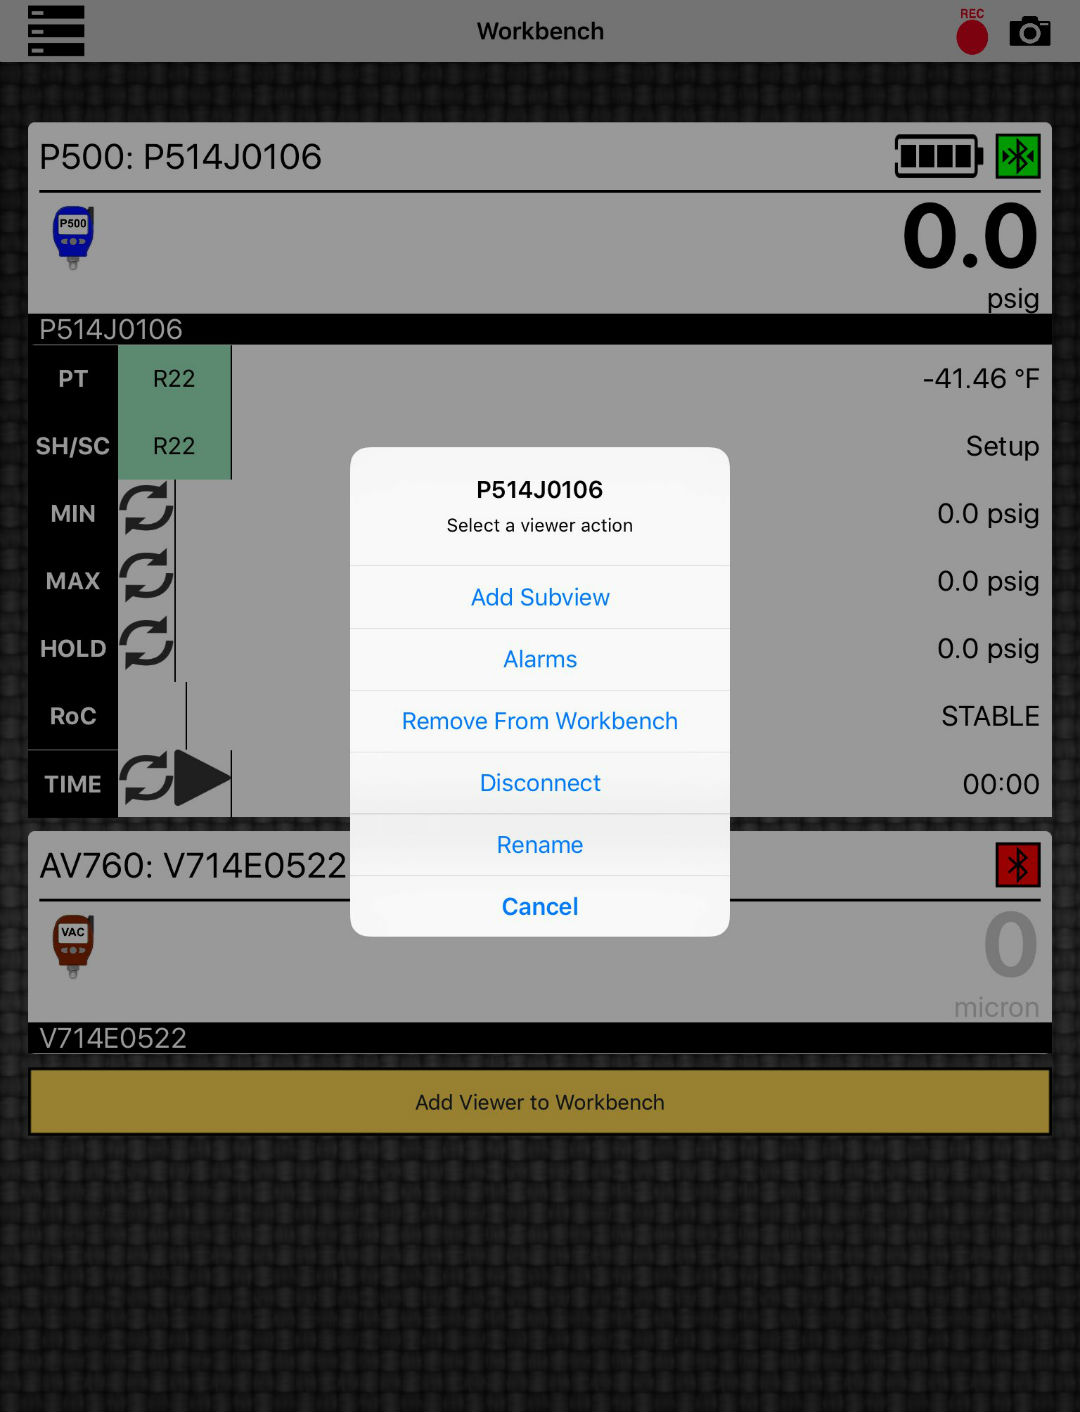 Workbench
REC
P500: P514J0106
P500
0.0
psig
P514J0106
PT R22 -41.46 °F
SH/SC R22 Setup
MIN 0.0 psig
MAX 0.0 psig
HOLD 0.0 psig
RoC STABLE
TIME 00:00
P514J0106
Select a viewer action
Add Subview
Alarms
Remove From Workbench
Disconnect
Rename
Cancel
AV760: V714E0522
VAC
0
micron
V714E0522
Add Viewer to Workbench